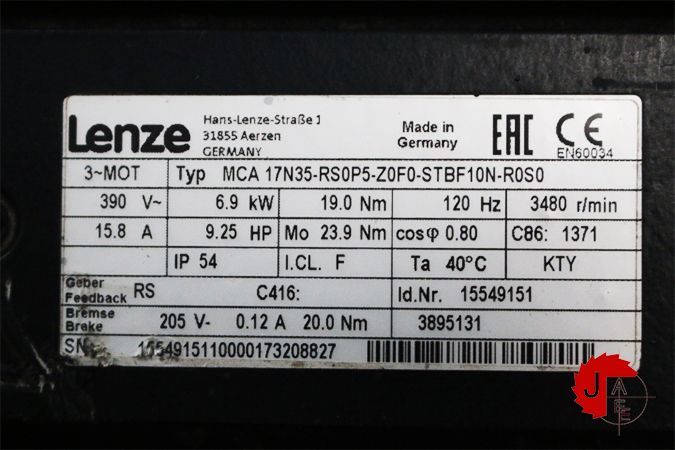 Lenze
Hans-Lenze-Straße 1
31855 Aerzen
GERMANY
Made in
Germany
EAC CE
EN60034
3~MOT Typ MCA 17N35-RS0P5-Z0F0-STBF10N-R0S0
390 V~ 6.9 kW 19.0 Nm 120 Hz 3480 r/min
15.8 A 9.25 HP Mo 23.9 Nm cosφ 0.80 C86: 1371
IP 54 I.CL. F Ta 40°C KTY
Geber
Feedback RS C416: Id.Nr. 15549151
Bremse
Brake 205 V- 0.12 A 20.0 Nm 3895131
SN 1554915110000173208827
J
A